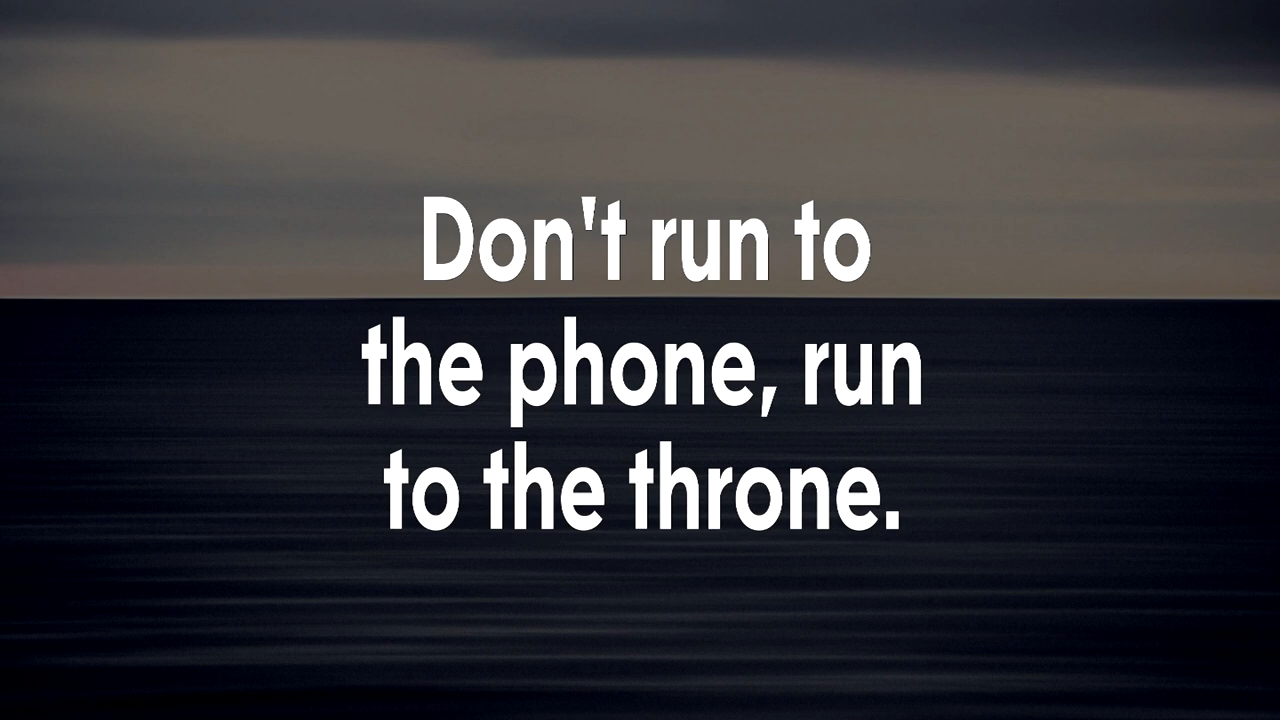 Don't run to
the phone, run
to the throne.